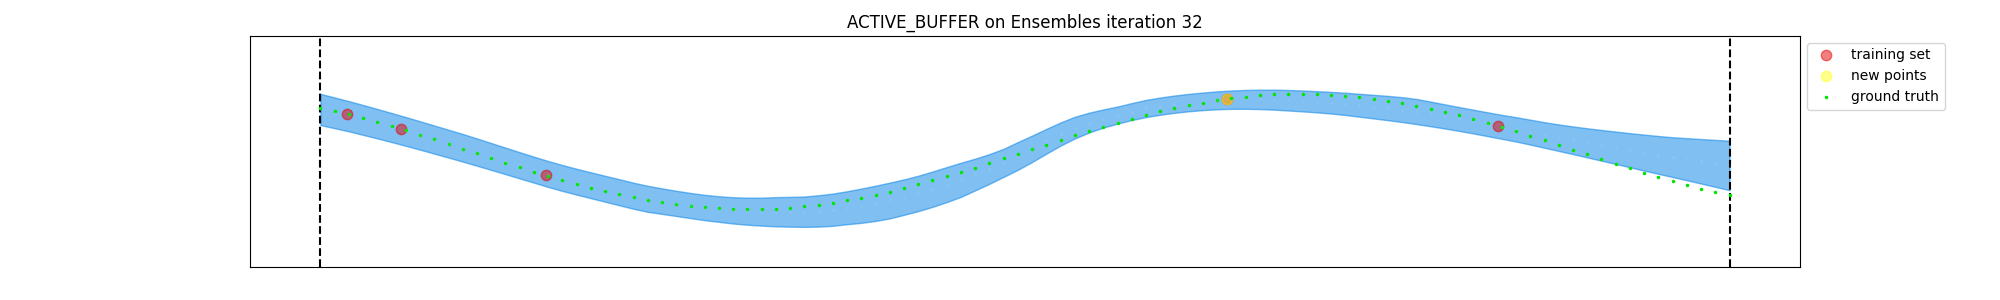 ACTIVE_BUFFER on Ensembles iteration 32
training set
new points
ground truth